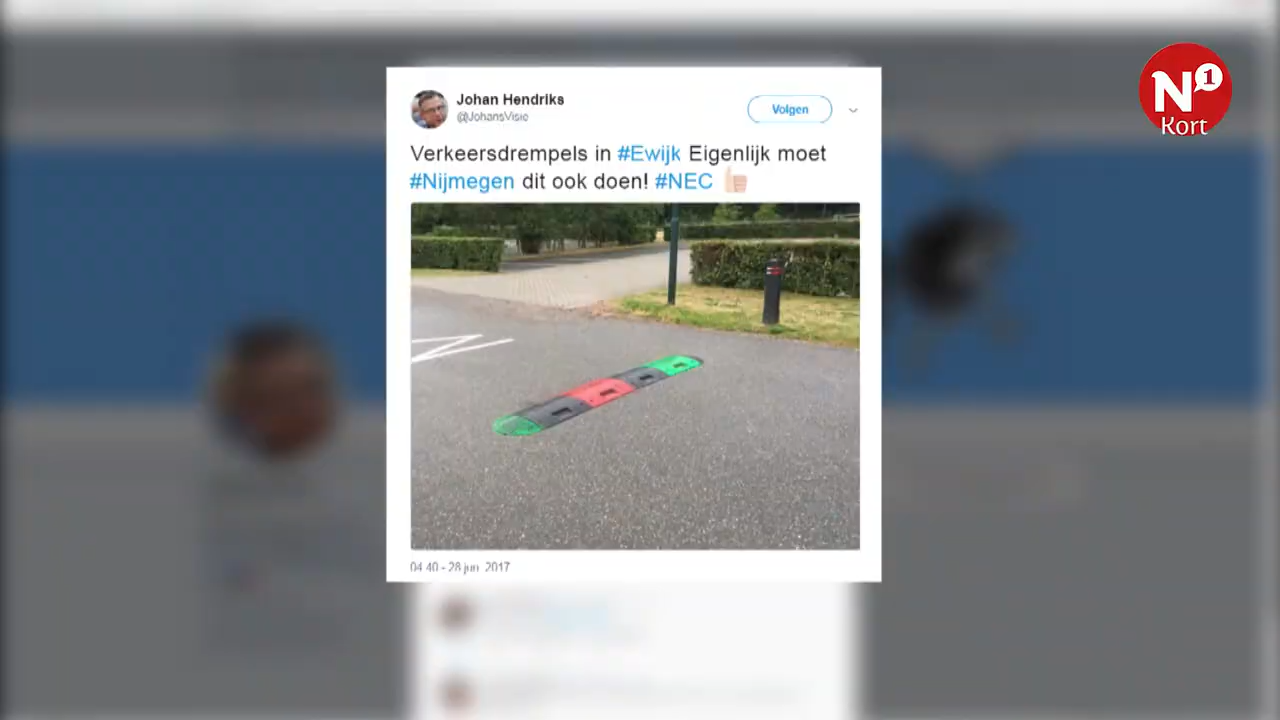 N1
Kort
Johan Hendriks
@JohansVisie
Volgen
Verkeersdrempels in #Ewijk Eigenlijk moet
#Nijmegen dit ook doen! #NEC
04:40 - 28 jun. 2017